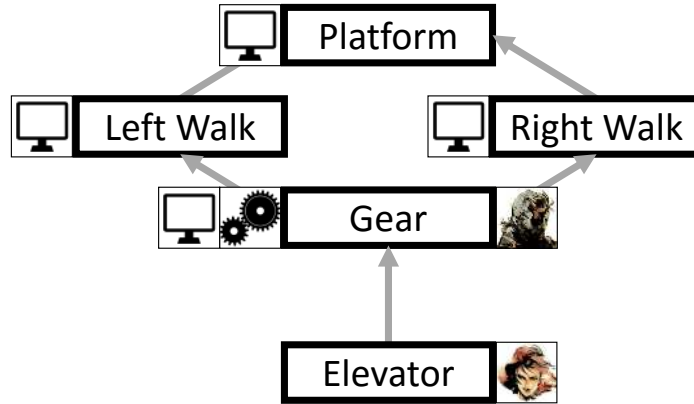 Platform
Left Walk
Right Walk
Gear
Elevator